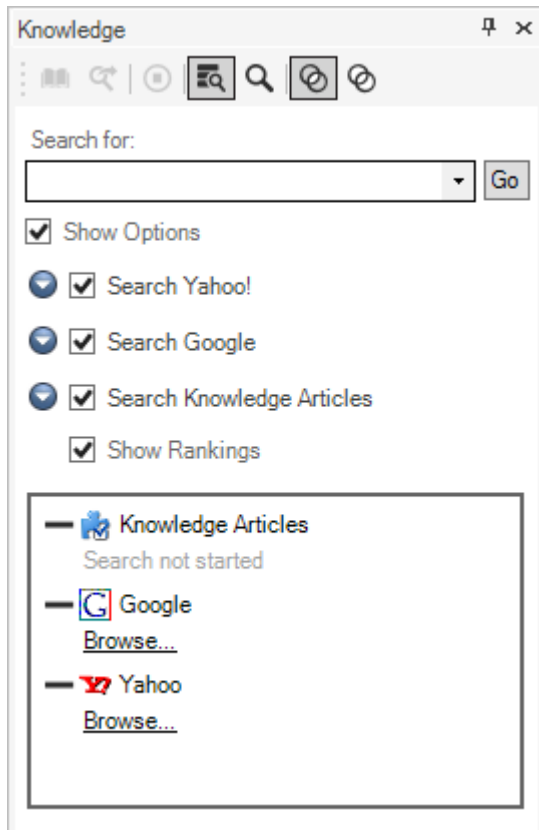 Knowledge
Search for:
Go
Show Options
Search Yahoo!
Search Google
Search Knowledge Articles
Show Rankings
Knowledge Articles
Search not started
G Google
Browse...
Y? Yahoo
Browse...